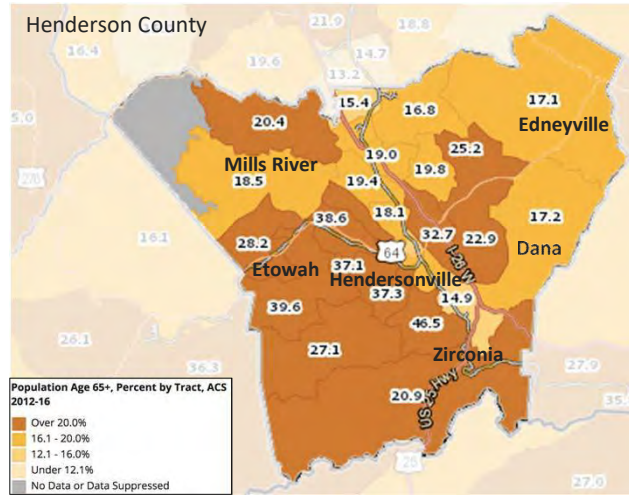 Henderson County
21.9
18.8
16.4
19.6
14.7
13.2
15.4
16.8
17.1
5.0
20.4
Edneyville
25.2
276
Mills River
19.0
19.8
18.5
19.4
18.1
17.2
38.6
32.7
22.9
Dana
16.1
28.2
64
I-26 W
Etowah
37.1
Hendersonville
37.3
14.9
39.6
46.5
26.1
27.1
Zirconia
27.9
36.3
20.9
US 25 Hwy
35.
Population Age 65+, Percent by Tract, ACS
2012-16
Over 20.0%
16.1 - 20.0%
12.1 - 16.0%
Under 12.1%
No Data or Data Suppressed
27.0